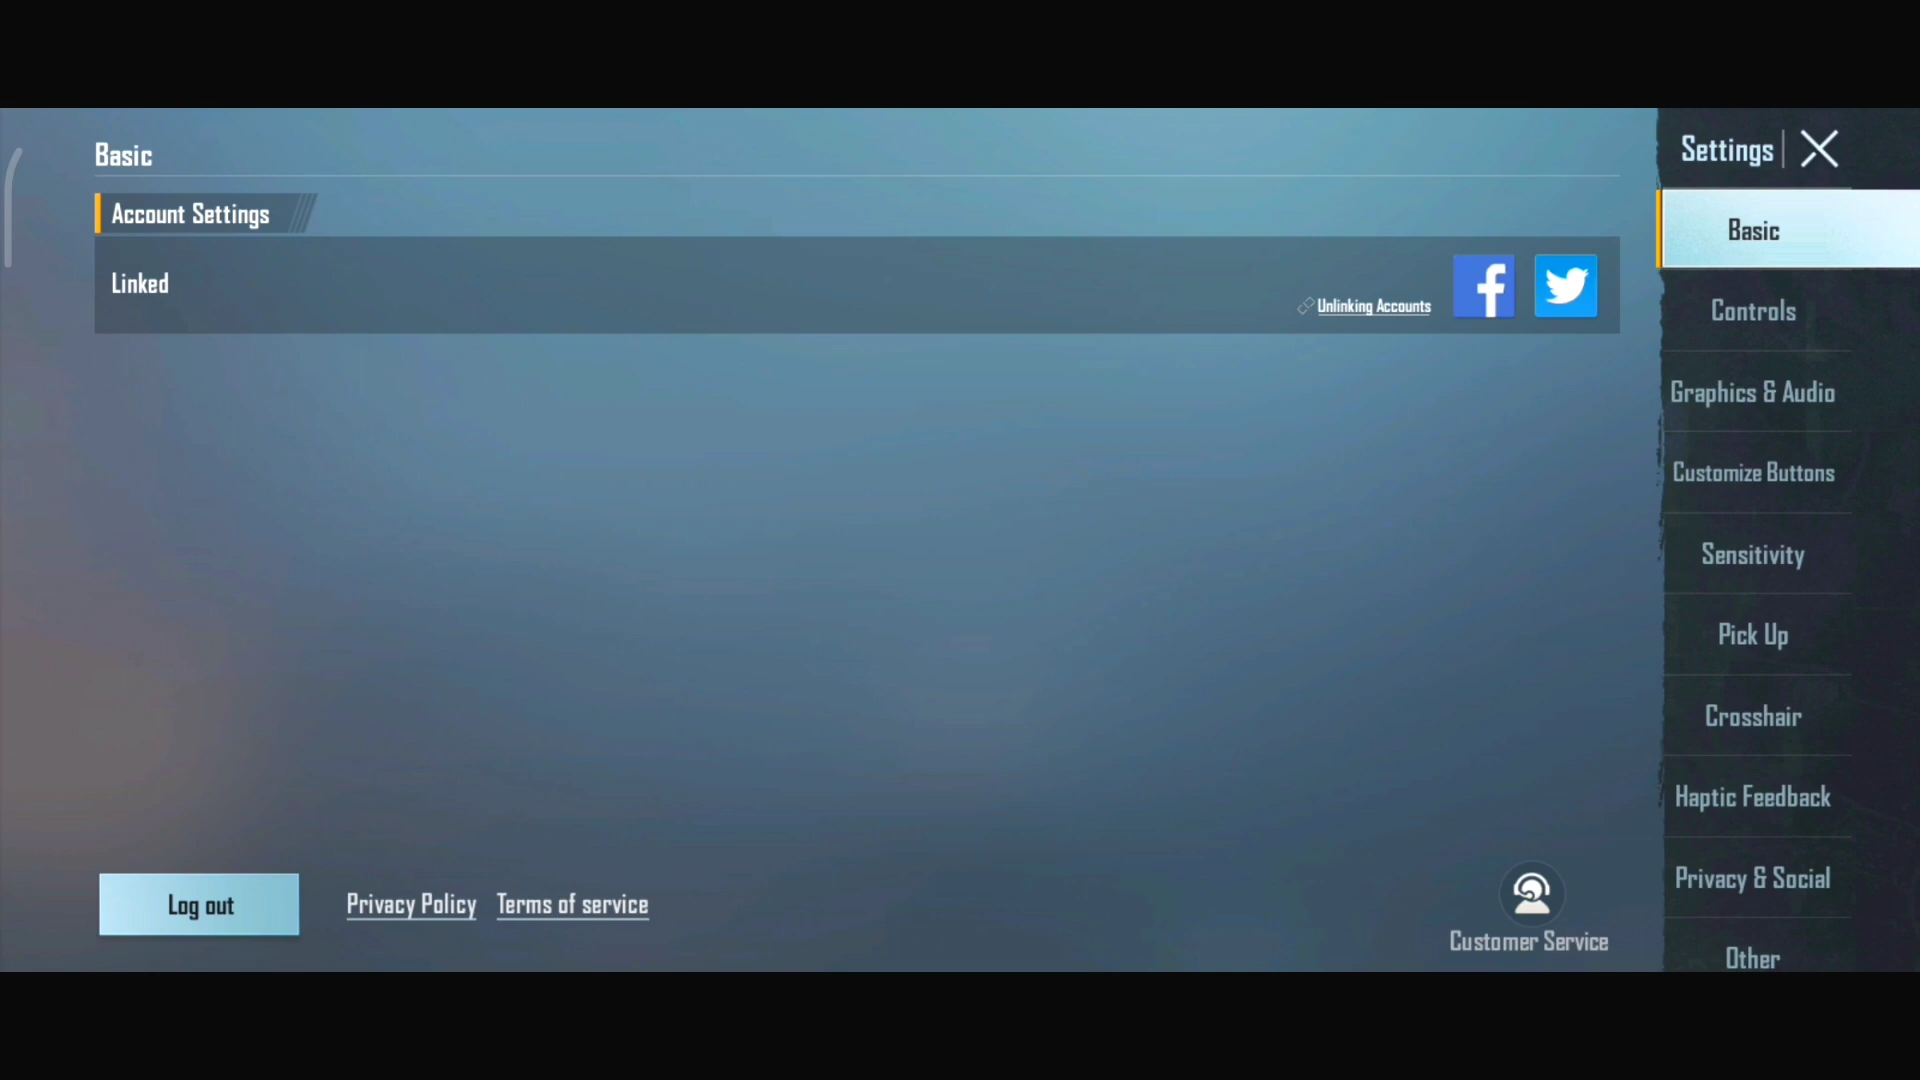 Basic
Account Settings
Linked
Unlinking Accounts
Log out
Privacy Policy
Terms of service
Customer Service
Settings
Basic
Controls
Graphics & Audio
Customize Buttons
Sensitivity
Pick Up
Crosshair
Haptic Feedback
Privacy & Social
Other